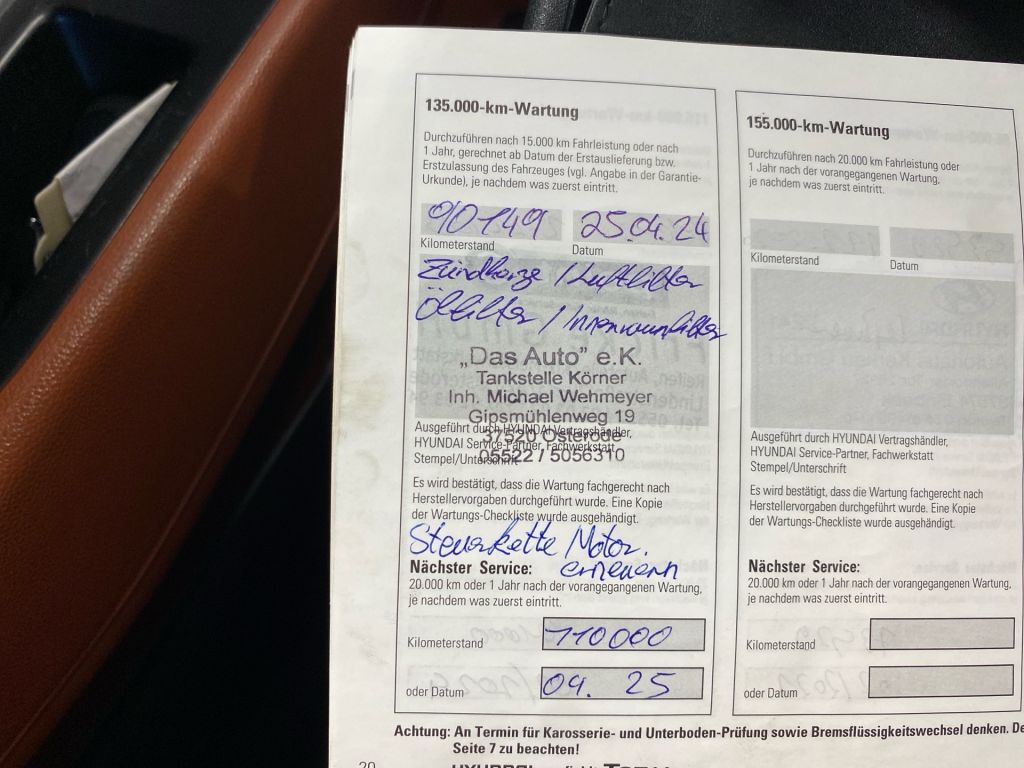 135.000-km-Wartung
Durchzuführen nach 15.000 km Fahrleistung oder nach
1 Jahr, gerechnet ab Datum der Erstauslieferung bzw.
Erstzulassung des Fahrzeuges (vgl. Angabe in der Garantie-
Urkunde), je nachdem was zuerst eintritt.
90149 25.04.24
Kilometerstand Datum
Zündkerze / Luftfilter
Ölfilter / Innenraumfilter
„Das Auto" e.K.
Tankstelle Körner
Inh. Michael Wehmeyer
Gipsmühlenweg 19
37520 Osterode
05522 / 5056310
Ausgeführt durch HYUNDAI Vertragshändler,
HYUNDAI Service-Partner, Fachwerkstatt
Stempel/Unterschrift
Es wird bestätigt, dass die Wartung fachgerecht nach
Herstellervorgaben durchgeführt wurde. Eine Kopie
der Wartungs-Checkliste wurde ausgehändigt.
Steuerkette Motor.
erneuern
Nächster Service:
20.000 km oder 1 Jahr nach der vorangegangenen Wartung,
je nachdem was zuerst eintritt.
Kilometerstand 110000
oder Datum 04. 25
155.000-km-Wartung
Durchzuführen nach 20.000 km Fahrleistung oder
1 Jahr nach der vorangegangenen Wartung,
je nachdem was zuerst eintritt.
Kilometerstand Datum
Ausgeführt durch HYUNDAI Vertragshändler,
HYUNDAI Service-Partner, Fachwerkstatt
Stempel/Unterschrift
Es wird bestätigt, dass die Wartung fachgerecht nach
Herstellervorgaben durchgeführt wurde. Eine Kopie
der Wartungs-Checkliste wurde ausgehändigt.
Nächster Service:
20.000 km oder 1 Jahr nach der vorangegangenen Wartung,
je nachdem was zuerst eintritt.
Kilometerstand
oder Datum
Achtung: An Termin für Karosserie- und Unterboden-Prüfung sowie Bremsflüssigkeitswechsel denken.
Seite 7 zu beachten!
20